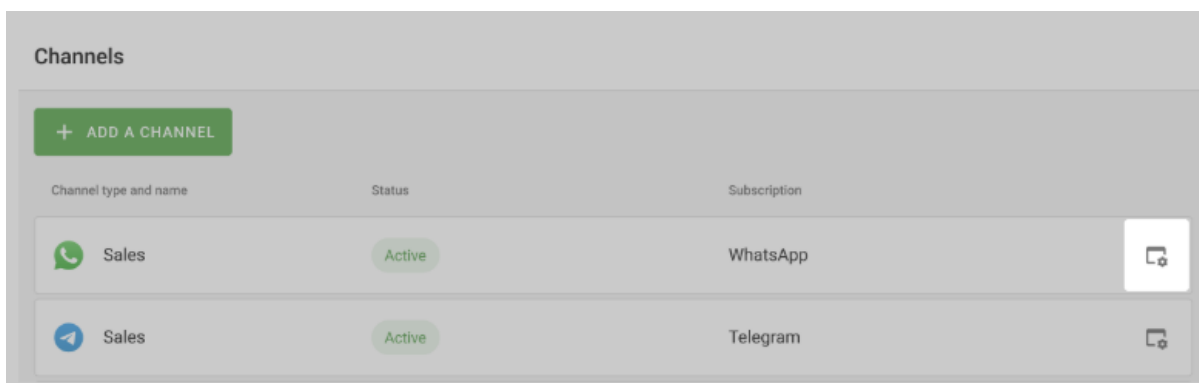 Channels
+ ADD A CHANNEL
Channel type and name Status Subscription
Sales Active WhatsApp
Sales Active Telegram